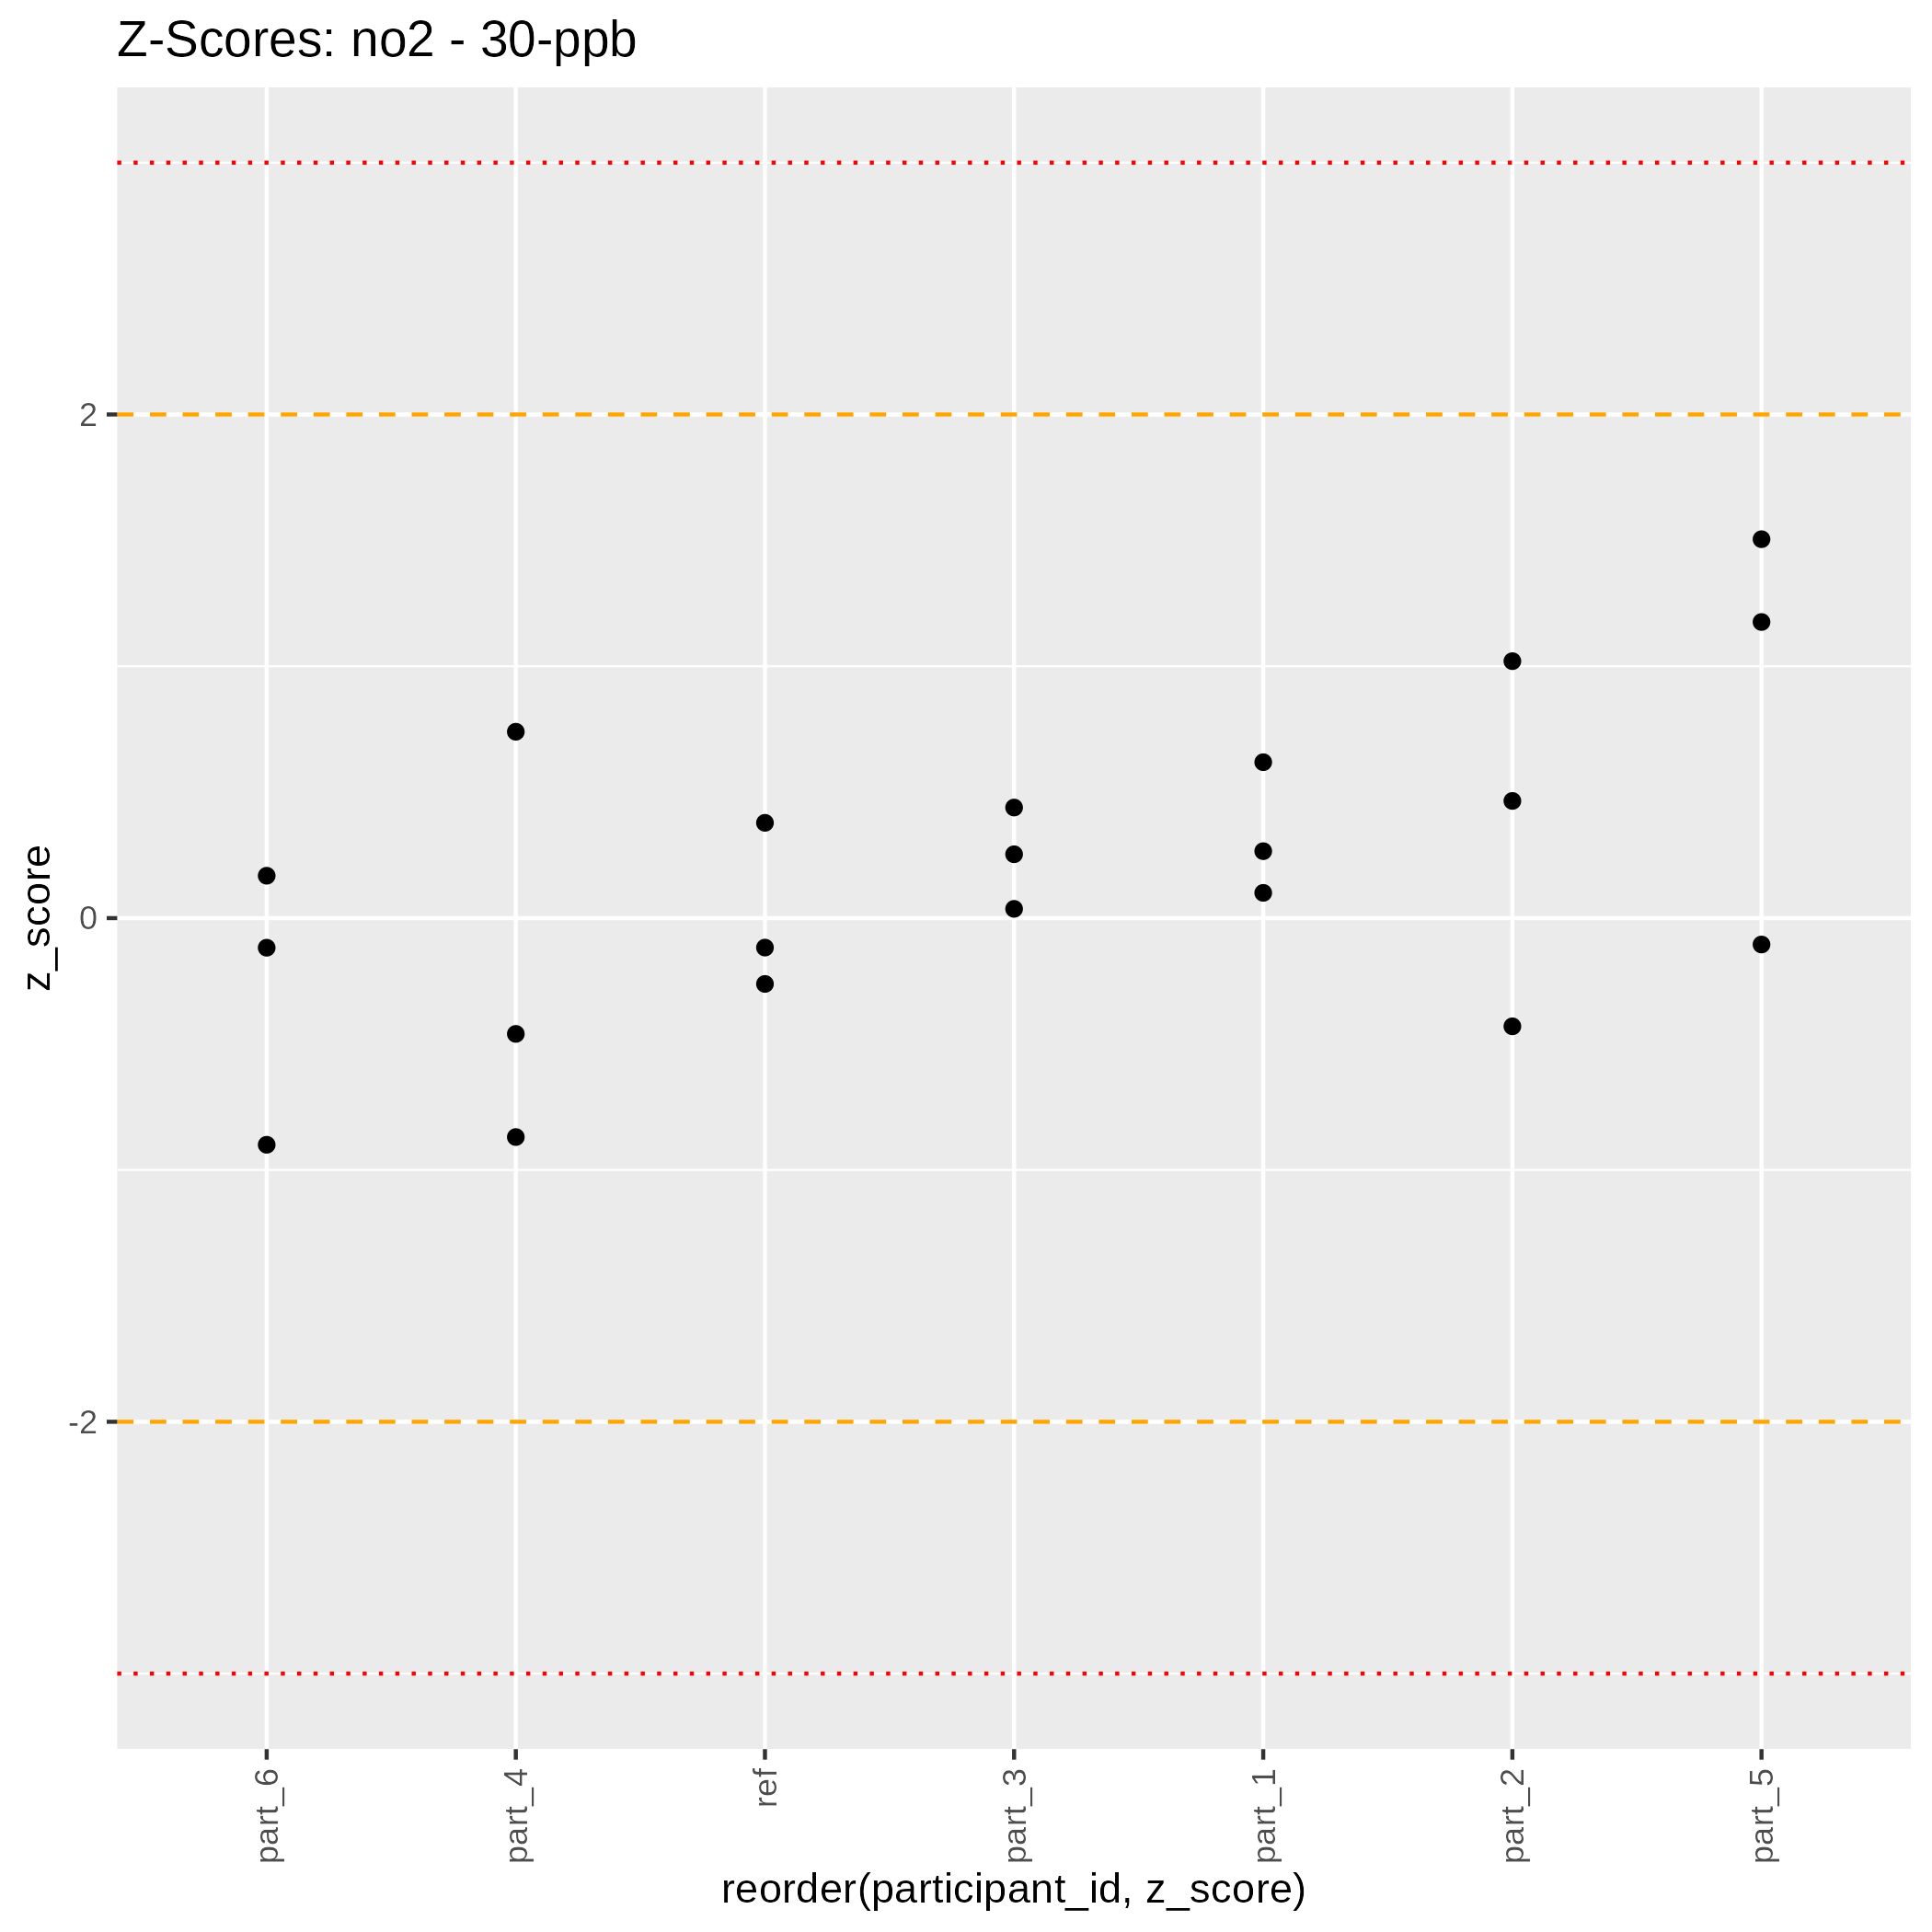 Z-Scores: no2 - 30-ppb
z_score
2
0
-2
part_6
part_4
ref
part_3
part_1
part_2
part_5
reorder(participant_id, z_score)